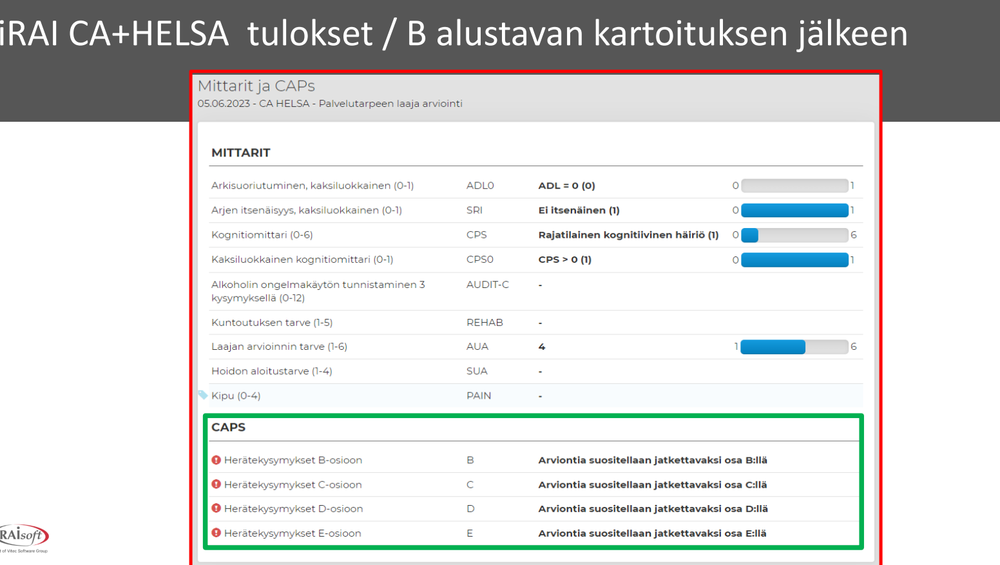 iRAI CA+HELSA tulokset / B alustavan kartoituksen jälkeen
Mittarit ja CAPs
05.06.2023 - CA HELSA - Palvelutarpeen laaja arviointi
MITTARIT
Arkisuoriutuminen, kaksiluokkainen (0-1) ADL0 ADL = 0 (0) 0 1
Arjen itsenäisyys, kaksiluokkainen (0-1) SRI Ei itsenäinen (1) 0 1
Kognitiomittari (0-6) CPS Rajatilainen kognitiivinen häiriö (1) 0 6
Kaksiluokkainen kognitiomittari (0-1) CPS0 CPS > 0 (1) 0 1
Alkoholin ongelmakäytön tunnistaminen 3 AUDIT-C -
kysymyksellä (0-12)
Kuntoutuksen tarve (1-5) REHAB -
Laajan arvioinnin tarve (1-6) AUA 4 1 6
Hoidon aloitustarve (1-4) SUA -
Kipu (0-4) PAIN -
CAPS
Herätekysymykset B-osioon B Arviontia suositellaan jatkettavaksi osa B:llä
Herätekysymykset C-osioon C Arviontia suositellaan jatkettavaksi osa C:llä
Herätekysymykset D-osioon D Arviontia suositellaan jatkettavaksi osa D:llä
Herätekysymykset E-osioon E Arviontia suositellaan jatkettavaksi osa E:llä
RAIsoft
of Vitec Software Group